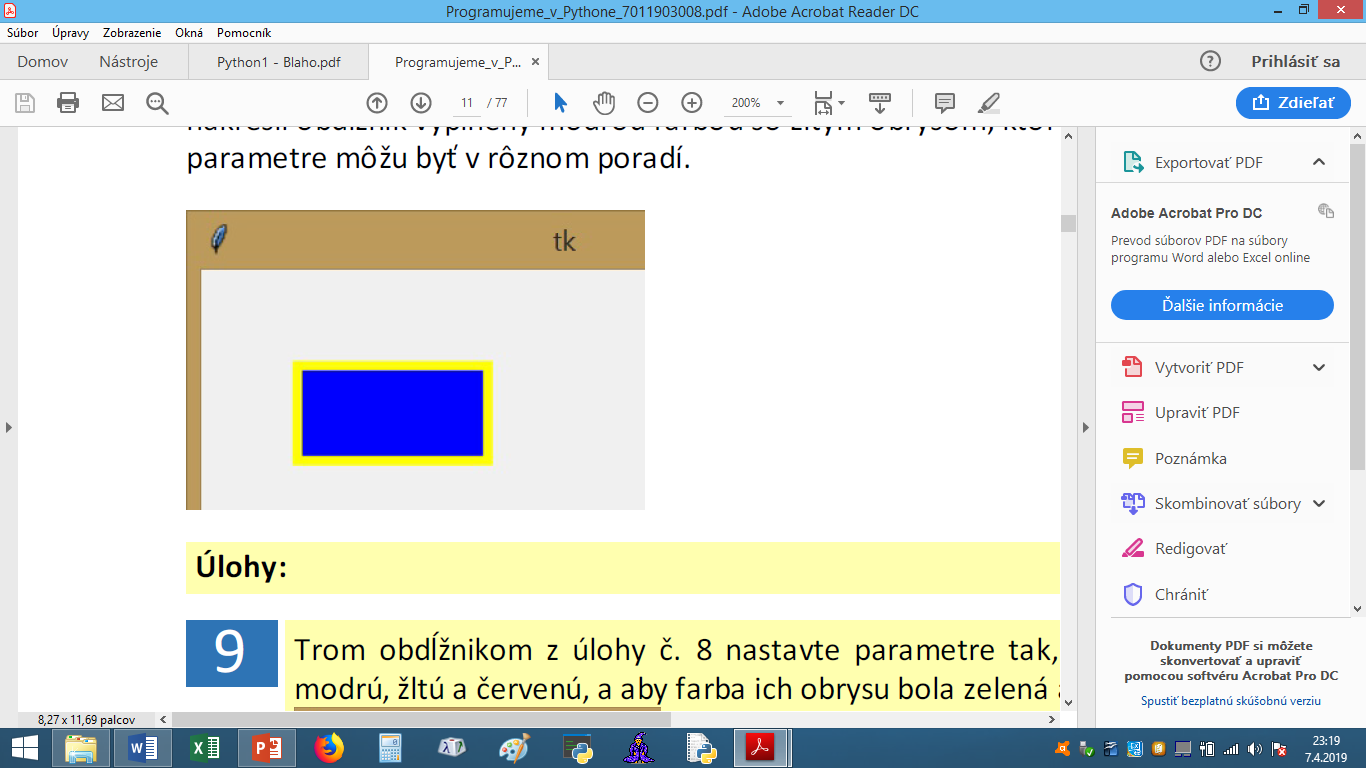 Programujeme_v_Pythone_7011903008.pdf - Adobe Acrobat Reader DC
Súbor Úpravy Zobrazenie Okná Pomocník
Domov Nástroje Python1 - Blaho.pdf Programujeme_v_P... × Prihlásiť sa
11 / 77 200% Zdieľať
parametre môžu byť v rôznom poradí.
tk
Úlohy:
9 Trom obdĺžnikom z úlohy č. 8 nastavte parametre tak,
modrú, žltú a červenú, a aby farba ich obrysu bola zelená
8,27 x 11,69 palcov
Exportovať PDF
Adobe Acrobat Pro DC
Prevod súborov PDF na súbory
programu Word alebo Excel online
Ďalšie informácie
Vytvoriť PDF
Upraviť PDF
Poznámka
Skombinovať súbory
Redigovať
Chrániť
Dokumenty PDF si môžete
skonvertovať a upraviť
pomocou softvéru Acrobat Pro DC
Spustiť bezplatnú skúšobnú verziu
23:19
7.4.2019